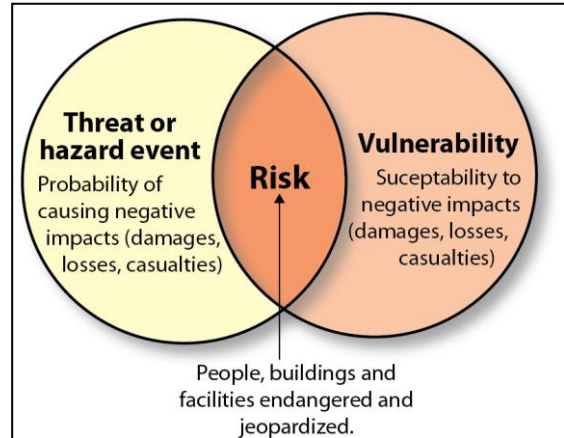 Threat or
hazard event
Probability of
causing negative
impacts (damages,
losses, casualties)
Risk
Vulnerability
Suceptability to
negative impacts
(damages, losses,
casualties)
People, buildings and
facilities endangered and
jeopardized.